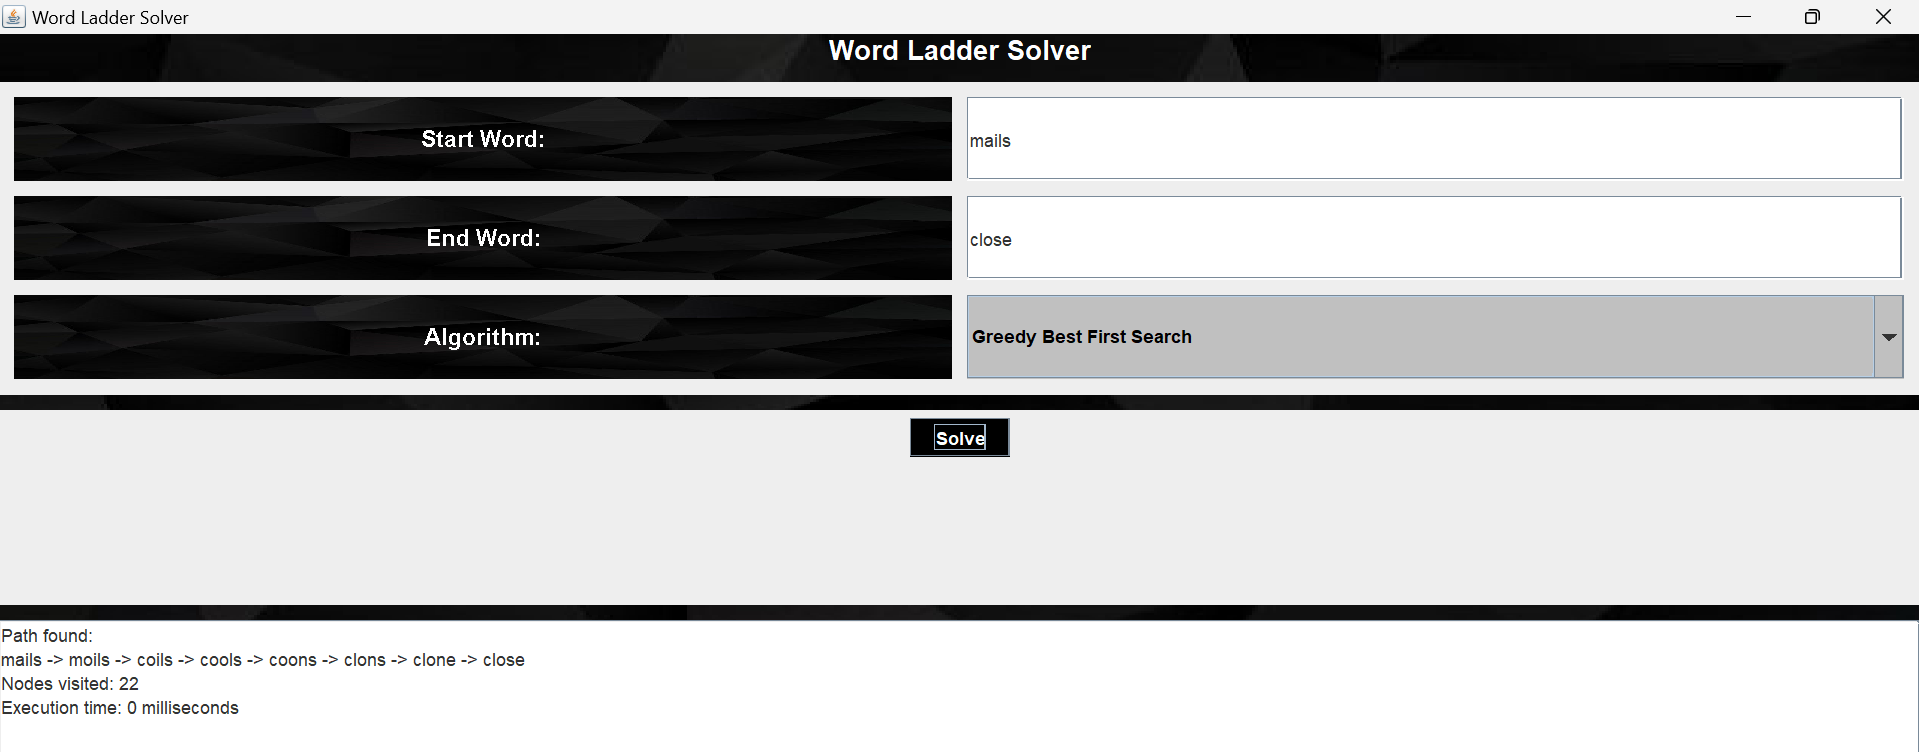 Word Ladder Solver
Word Ladder Solver
Start Word:
mails
End Word:
close
Algorithm:
Greedy Best First Search
Solve
Path found:
mails -> moils -> coils -> cools -> coons -> clons -> clone -> close
Nodes visited: 22
Execution time: 0 milliseconds